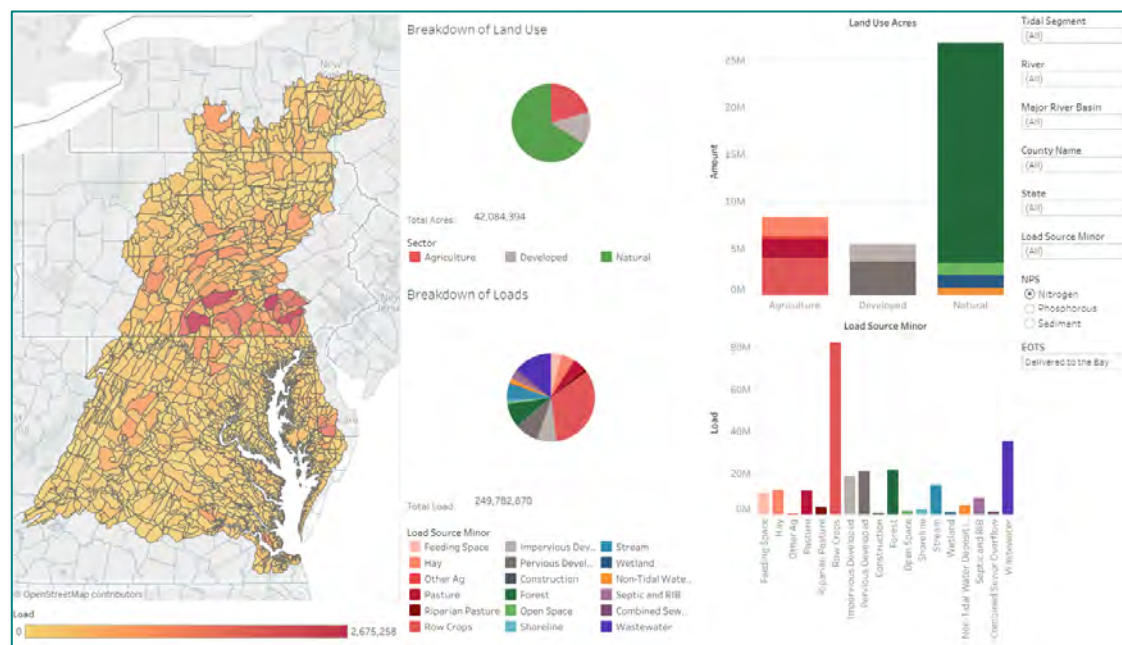 Breakdown of Land Use
Total Acres: 42,084,394
Sector
Agriculture
Developed
Natural
Breakdown of Loads
Total Load: 249,782,870
Load Source Minor
Feeding Space
Hay
Other Ag
Pasture
Riparian Pasture
Row Crops
Impervious Dev...
Pervious Devel...
Construction
Forest
Open Space
Shoreline
Stream
Wetland
Non-Tidal Wate...
Septic and RIB
Combined Sew...
Wastewater
© OpenStreetMap contributors
Load
0
2,675,258
New
New
Land Use Acres
Amount
25M
20M
15M
10M
5M
0M
Agriculture
Developed
Natural
Load Source Minor
Load
80M
60M
40M
20M
0M
Feeding Space
Hay
Other Ag
Pasture
Riparian Pasture
Row Crops
Impervious Developed
Pervious Developed
Construction
Forest
Open Space
Shoreline
Stream
Wetland
Non-Tidal Water Deposit i...
Septic and RIB
Combined Sewer Overflow
Wastewater
Tidal Segment
(All)
River
(All)
Major River Basin
(All)
County Name
(All)
State
(All)
Load Source Minor
(All)
NPS
Nitrogen
Phosphorous
Sediment
EOTS
Delivered to the Bay